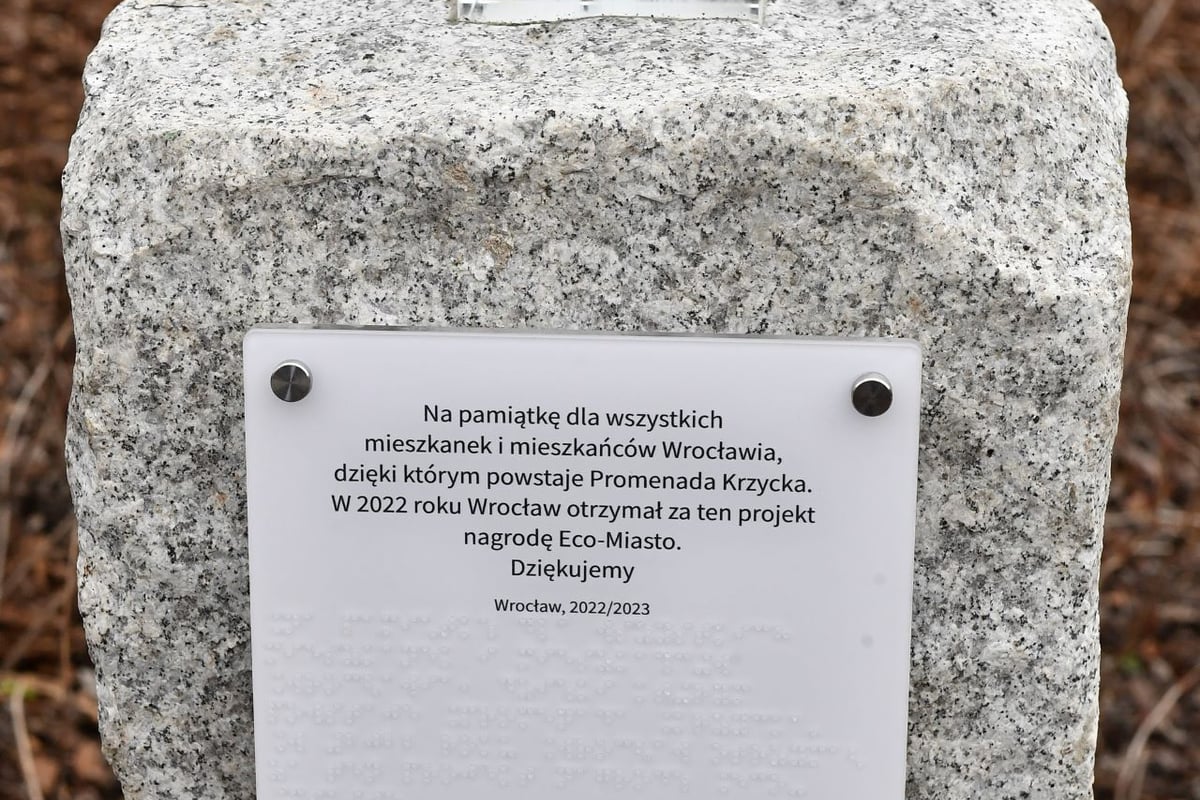 Na pamiątkę dla wszystkich
mieszkanek i mieszkańców Wrocławia,
dzięki którym powstaje Promenada Krzycka.
W 2022 roku Wrocław otrzymał za ten projekt
nagrodę Eco-Miasto.
Dziękujemy
Wrocław, 2022/2023